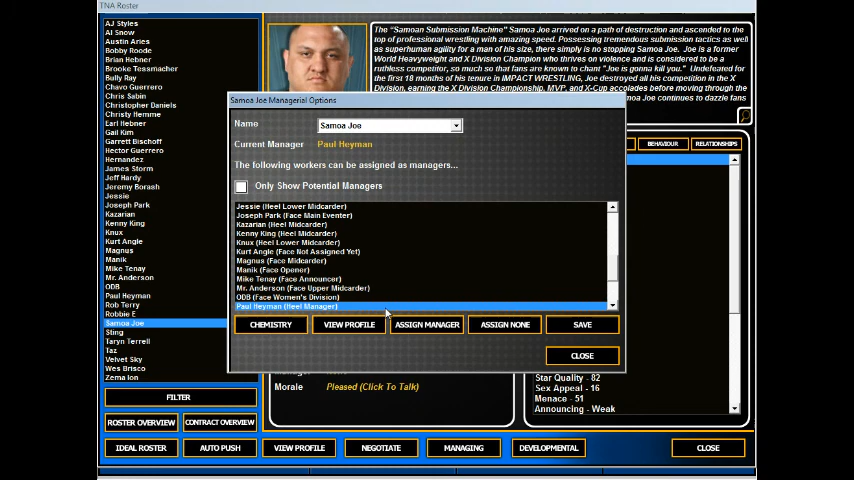 TNA Roster
AJ Styles
Al Snow
Austin Aries
Bobby Roode
Brian Hebner
Brooke Tessmacher
Bully Ray
Chavo Guerrero
Chris Sabin
Christopher Daniels
Christy Hemme
Earl Hebner
Gail Kim
Garrett Bischoff
Hector Guerrero
Hernandez
James Storm
Jeff Hardy
Jeremy Borash
Jessie
Joseph Park
Kazarian
Kenny King
Knux
Kurt Angle
Magnus
Manik
Mike Tenay
Mr. Anderson
ODB
Paul Heyman
Rob Terry
Robbie E
Samoa Joe
Sting
Taryn Terrell
Taz
Velvet Sky
Wes Brisco
Zema Ion
FILTER
ROSTER OVERVIEW
CONTRACT OVERVIEW
IDEAL ROSTER
AUTO PUSH
VIEW PROFILE
NEGOTIATE
MANAGING
DEVELOPMENTAL
CLOSE
The "Samoan Submission Machine" Samoa Joe arrived on a path of destruction and ascended to the
top of professional wrestling with amazing speed. Possessing tremendous submission tactics as well
as superhuman agility for a man of his size, there simply is no stopping Samoa Joe. Joe is a former
World Heavyweight and X Division Champion who thrives on violence and is considered to be a
ruthless competitor, so much so that fans are known to chant "Joe is gonna kill you." Undefeated for
the first 18 months of his tenure in IMPACT WRESTLING, Joe destroyed all his competition in the X
Division, earning the X Division Championship, MVP, and X-Cup accolades before moving through the
amoa Joe continues to dazzle fans
BEHAVIOUR
RELATIONSHIPS
Samoa Joe Managerial Options
Name
Samoa Joe
Current Manager
Paul Heyman
The following workers can be assigned as managers...
Only Show Potential Managers
Jessie (Heel Lower Midcarder)
Joseph Park (Face Main Eventer)
Kazarian (Heel Midcarder)
Kenny King (Heel Midcarder)
Knux (Heel Lower Midcarder)
Kurt Angle (Face Not Assigned Yet)
Magnus (Face Midcarder)
Manik (Face Opener)
Mike Tenay (Face Announcer)
Mr. Anderson (Face Upper Midcarder)
ODB (Face Women's Division)
Paul Heyman (Heel Manager)
CHEMISTRY
VIEW PROFILE
ASSIGN MANAGER
ASSIGN NONE
SAVE
CLOSE
Morale
Pleased (Click To Talk)
Star Quality - 82
Sex Appeal - 16
Menace - 51
Announcing - Weak